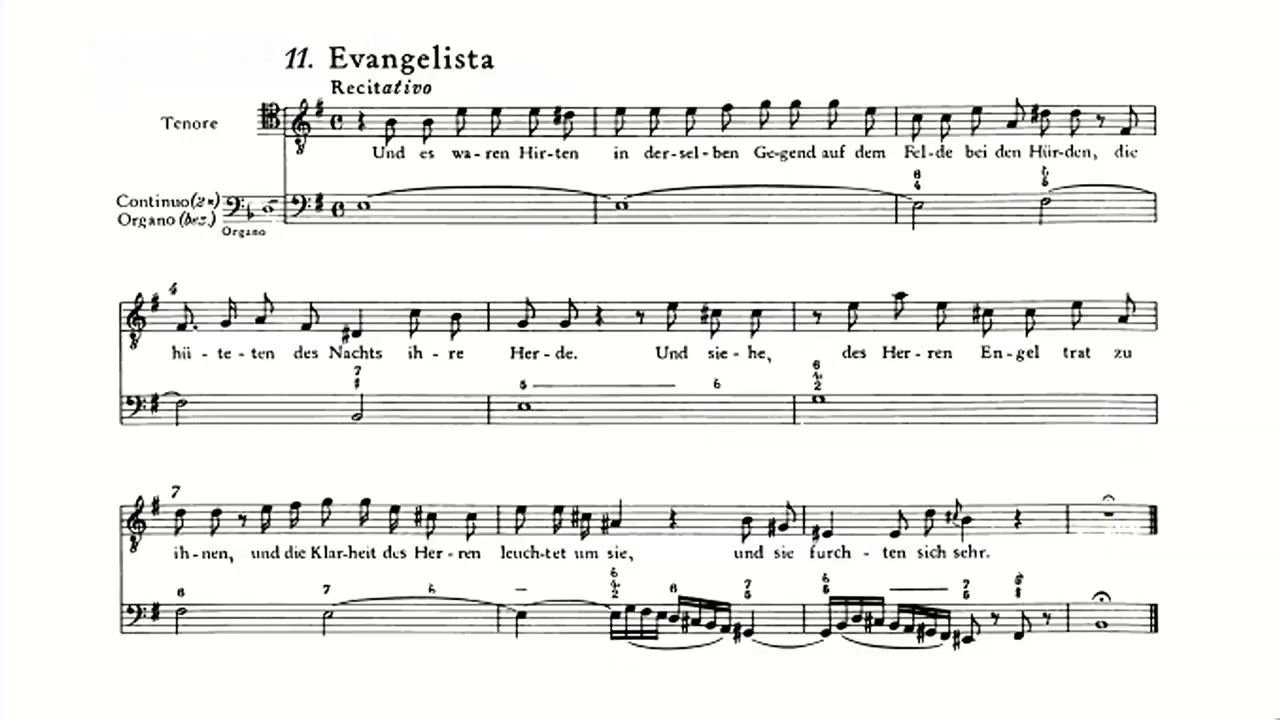 11. Evangelista
Recitativo
Tenore
Und es wa-ren Hir-ten in der-sel-ben Ge-gend auf dem Fel-de bei den Hür-den, die
Continuo
Organo
Organo
4
hü-te-ten des Nachts ih-re Her-de. Und sie-he, des Her-ren En-gel trat zu
7
ih-nen, und die Klar-heit des Her-ren leuch-tet um sie, und sie furch-ten sich sehr.